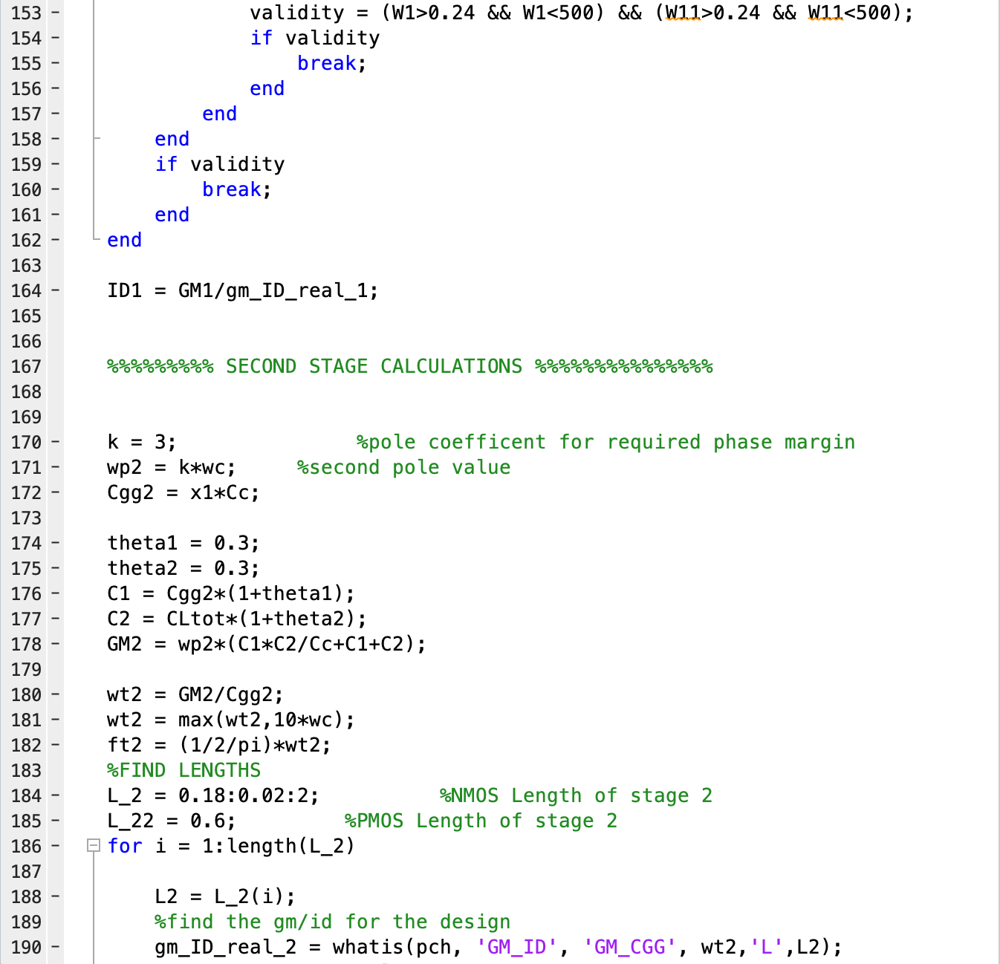 153 - validity = (W1>0.24 && W1<500) && (W11>0.24 && W11<500);
154 - if validity
155 - break;
156 - end
157 - end
158 - end
159 - if validity
160 - break;
161 - end
162 - end
163
164 - ID1 = GM1/gm_ID_real_1;
165
166
167 %%%%%%%%% SECOND STAGE CALCULATIONS %%%%%%%%%%%%%%%
168
169
170 - k = 3; %pole coefficent for required phase margin
171 - wp2 = k*wc; %second pole value
172 - Cgg2 = x1*Cc;
173
174 - theta1 = 0.3;
175 - theta2 = 0.3;
176 - C1 = Cgg2*(1+theta1);
177 - C2 = CLtot*(1+theta2);
178 - GM2 = wp2*(C1*C2/Cc+C1+C2);
179
180 - wt2 = GM2/Cgg2;
181 - wt2 = max(wt2,10*wc);
182 - ft2 = (1/2/pi)*wt2;
183 %FIND LENGTHS
184 - L_2 = 0.18:0.02:2; %NMOS Length of stage 2
185 - L_22 = 0.6; %PMOS Length of stage 2
186 - for i = 1:length(L_2)
187
188 - L2 = L_2(i);
189 %find the gm/id for the design
190 - gm_ID_real_2 = whatis(pch, 'GM_ID', 'GM_CGG', wt2,'L',L2);